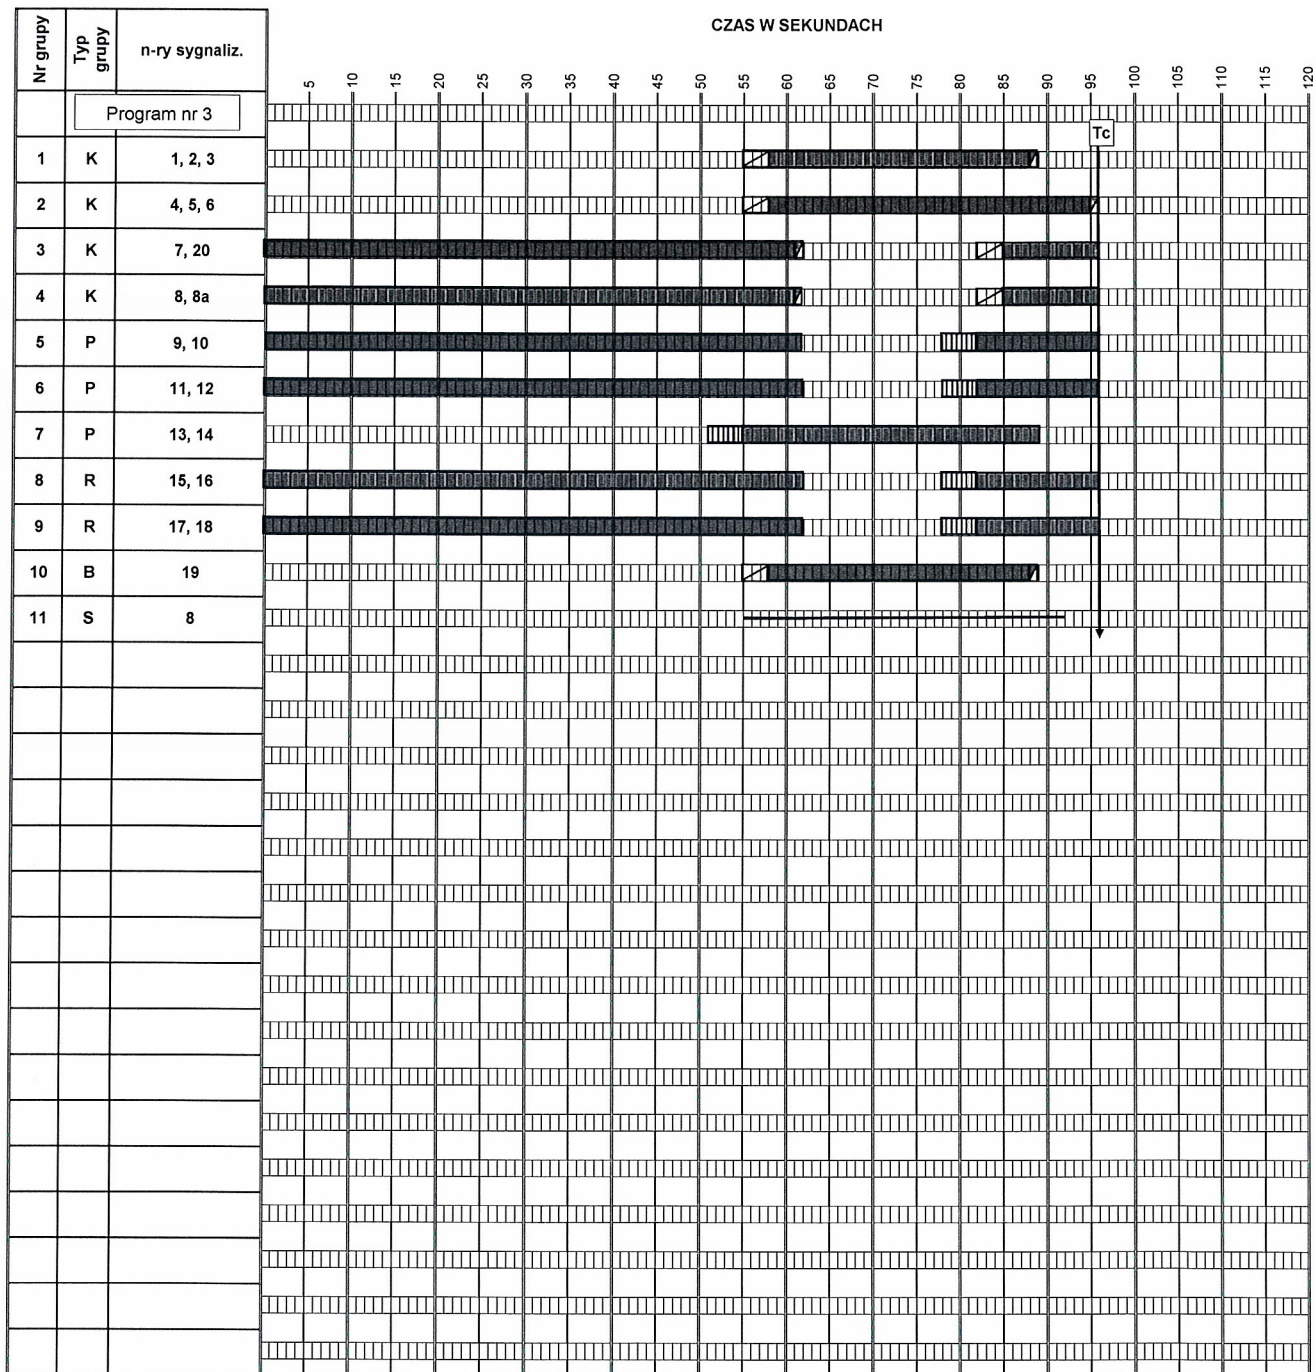 CZAS W SEKUNDACH
Nr grupy Typ grupy n-ry sygnaliz.
5 10 15 20 25 30 35 40 45 50 55 60 65 70 75 80 85 90 95 100 105 110 115 120
Program nr 3
Tc
1 K 1, 2, 3
2 K 4, 5, 6
3 K 7, 20
4 K 8, 8a
5 P 9, 10
6 P 11, 12
7 P 13, 14
8 R 15, 16
9 R 17, 18
10 B 19
11 S 8